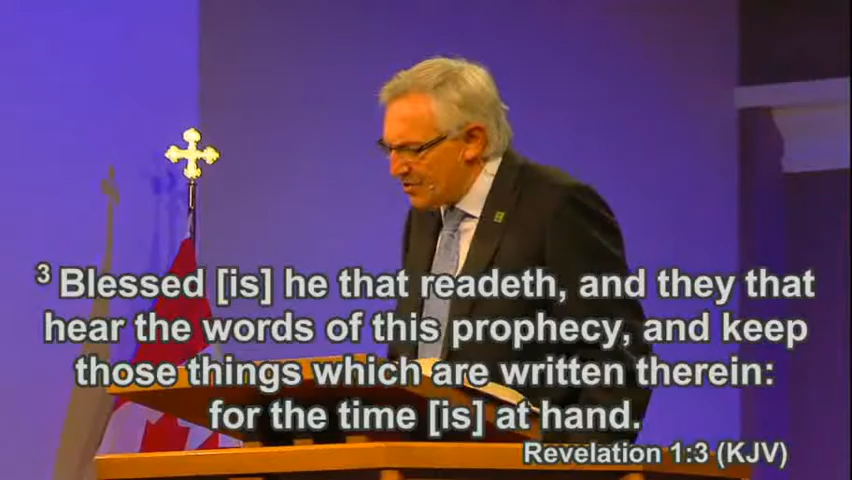 3 Blessed [is] he that readeth, and they that
hear the words of this prophecy, and keep
those things which are written therein:
for the time [is] at hand.
Revelation 1:3 (KJV)